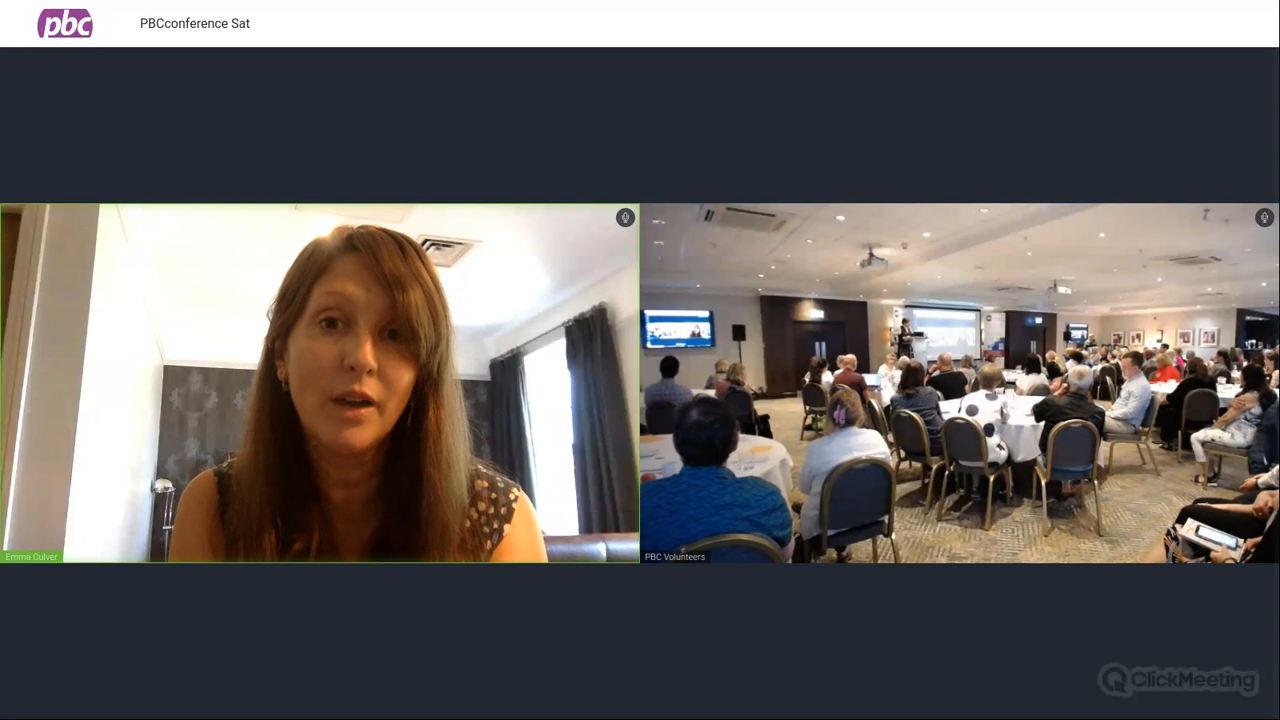 pbc
PBCconference Sat
Emma Culver
PBC Volunteers
ClickMeeting